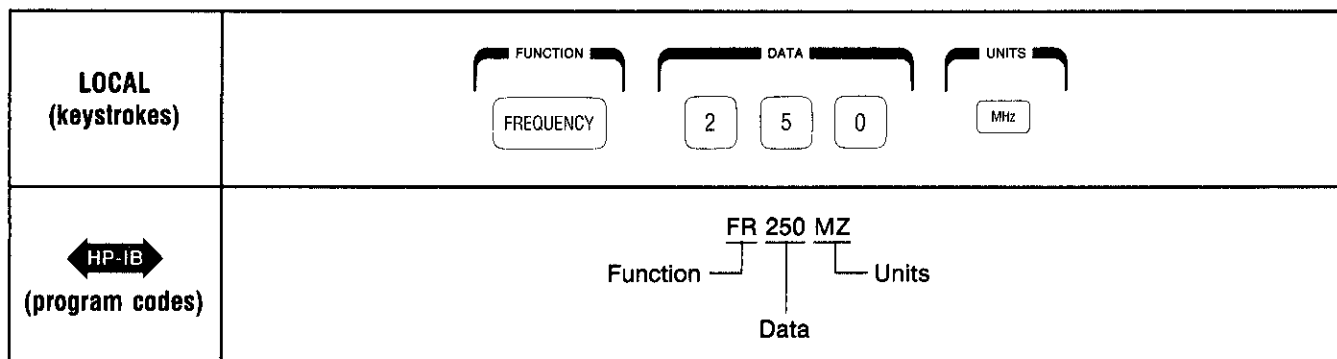 LOCAL
(keystrokes)
FUNCTION DATA UNITS
FREQUENCY 2 5 0 MHz
HP-IB
(program codes)
FR 250 MZ
Function Units
Data